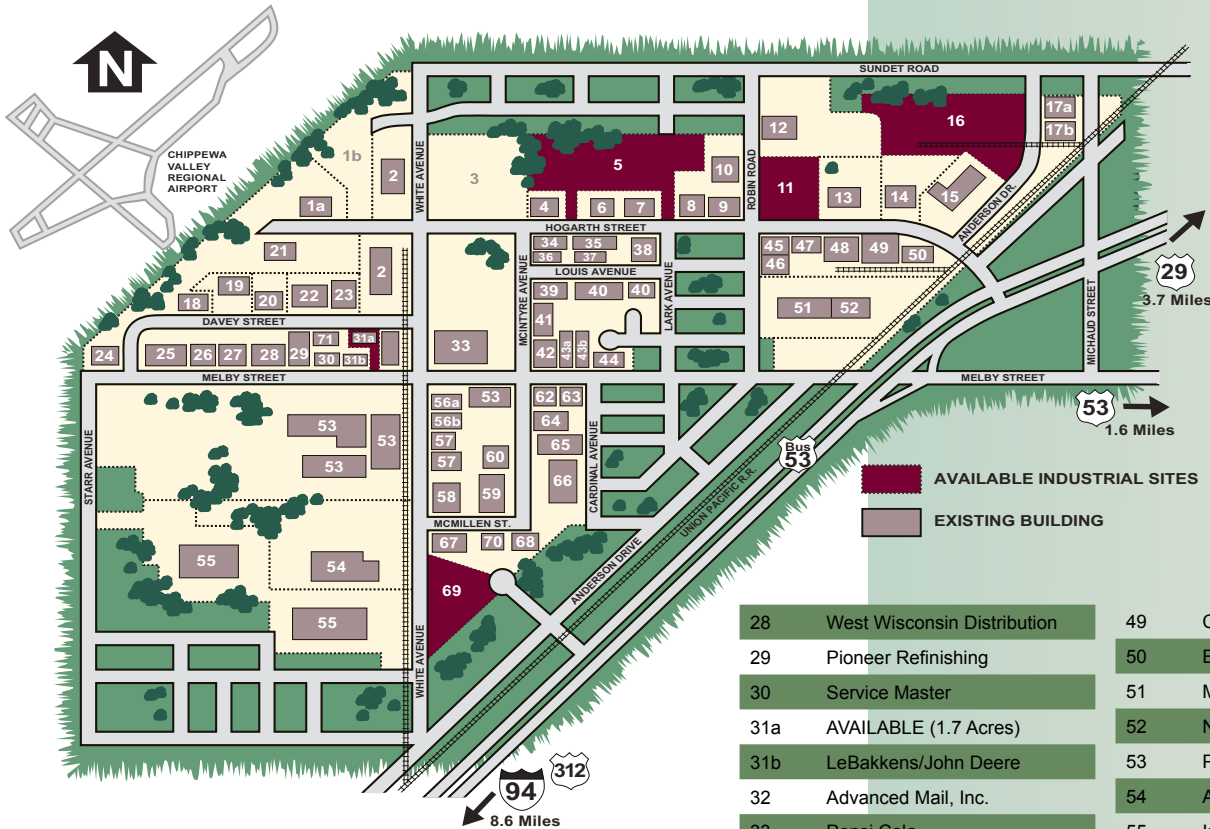 N
CHIPPEWA
VALLEY
REGIONAL
AIRPORT
SUNDET ROAD
WHITE AVENUE
ROBIN ROAD
1b
2
3
5
12
16
17a
17b
1a
4
6
7
8
9
10
11
13
14
15
HOGARTH STREET
ANDERSON DR.
21
2
34
35
36
37
38
45
46
47
48
49
50
LOUIS AVENUE
MCINTYRE AVENUE
LARK AVENUE
MICHAUD STREET
29
3.7 Miles
18
19
20
22
23
39
40
40
51
52
DAVEY STREET
41
42
43a
43b
44
33
24
25
26
27
28
29
71
30
31a
31b
MELBY STREET
MELBY STREET
53
1.6 Miles
STARR AVENUE
53
53
53
56a
56b
53
57
57
60
58
59
62
63
64
65
66
CARDINAL AVENUE
Bus
53
UNION PACIFIC R.R.
ANDERSON DRIVE
MCMILLEN ST.
67
70
68
55
54
55
69
WHITE AVENUE
94
312
8.6 Miles
AVAILABLE INDUSTRIAL SITES
EXISTING BUILDING
28 West Wisconsin Distribution 49
29 Pioneer Refinishing 50
30 Service Master 51
31a AVAILABLE (1.7 Acres) 52
31b LeBakkens/John Deere 53
32 Advanced Mail, Inc. 54